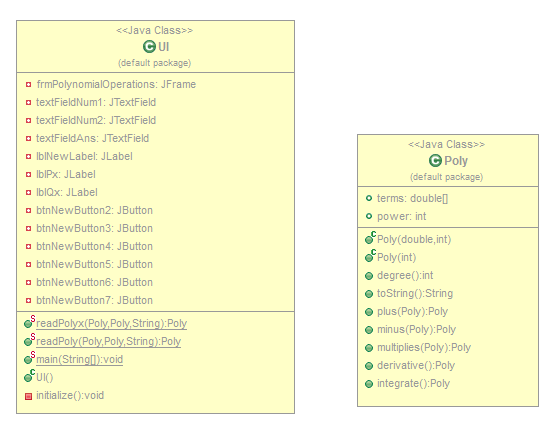 <<Java Class>>
UI
(default package)
frmPolynomialOperations: JFrame
textFieldNum1: JTextField
textFieldNum2: JTextField
textFieldAns: JTextField
lblNewLabel: JLabel
lblPx: JLabel
lblQx: JLabel
btnNewButton2: JButton
btnNewButton3: JButton
btnNewButton4: JButton
btnNewButton5: JButton
btnNewButton6: JButton
btnNewButton7: JButton
readPolyx(Poly,Poly,String):Poly
readPoly(Poly,Poly,String):Poly
main(String[]):void
UI()
initialize():void
<<Java Class>>
Poly
(default package)
terms: double[]
power: int
Poly(double,int)
Poly(int)
degree():int
toString():String
plus(Poly):Poly
minus(Poly):Poly
multiplies(Poly):Poly
derivative():Poly
integrate():Poly